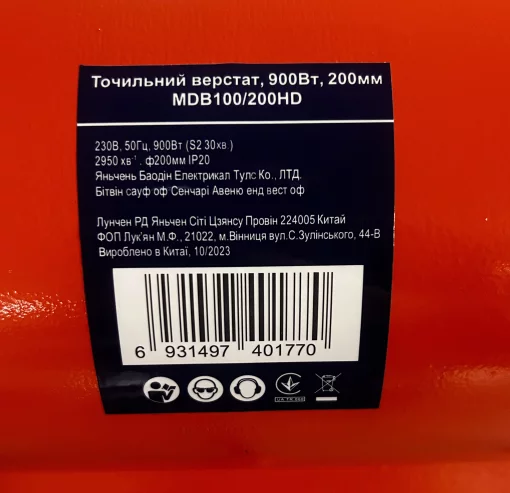 Точильний верстат, 900Вт, 200мм
MDB100/200HD
230В, 50Гц, 900Вт (S2 30хв.)
2950 хв⁻¹. ф200мм IP20
Яньчень Баодін Електрикал Тулс Ко., ЛТД.
Бітвін сауф оф Сенчарі Авеню енд вест оф
Лунчен РД Яньчен Сіті Цзянсу Провін 224005 Китай
ФОП Лук'ян М.Ф., 21022, м.Вінниця вул.С.Зулінського, 44-В
Вироблено в Китаї, 10/2023
6 931497 401770